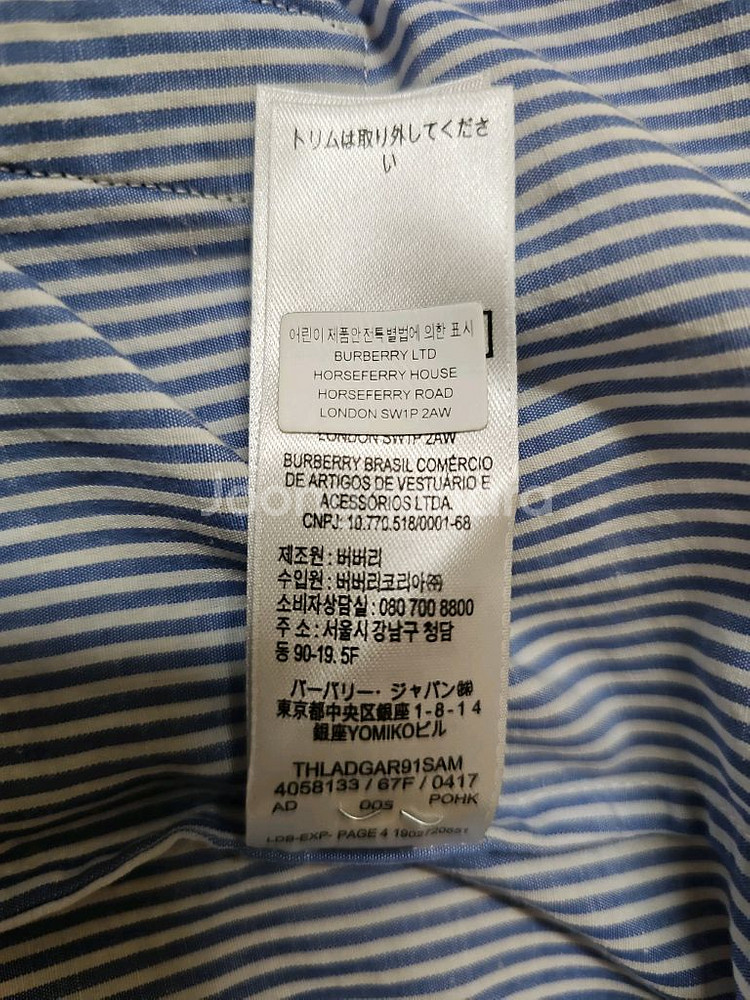 トリムは取り外してくださ
い
어린이제품안전특별법에 의한 표시
BURBERRY LTD
HORSEFERRY HOUSE
HORSEFERRY ROAD
LONDON SW1P 2AW
LONDON SW1P 2AW
BURBERRY BRASIL COMÉRCIO
DE ARTIGOS DE VESTUÁRIO E
ACESSÓRIOS LTDA.
CNPJ: 10.770.518/0001-68
제조원 : 버버리
수입원 : 버버리코리아㈜
소비자상담실 : 080 700 8800
주 소 : 서울시 강남구 청담
동 90-19. 5F
バーバリー・ジャパン㈱
東京都中央区銀座1-8-14
銀座YOMIKOビル
THLADGAR91SAM
4058133 / 67F / 0417
AD 005 POHK
LDB-EXP- PAGE 4